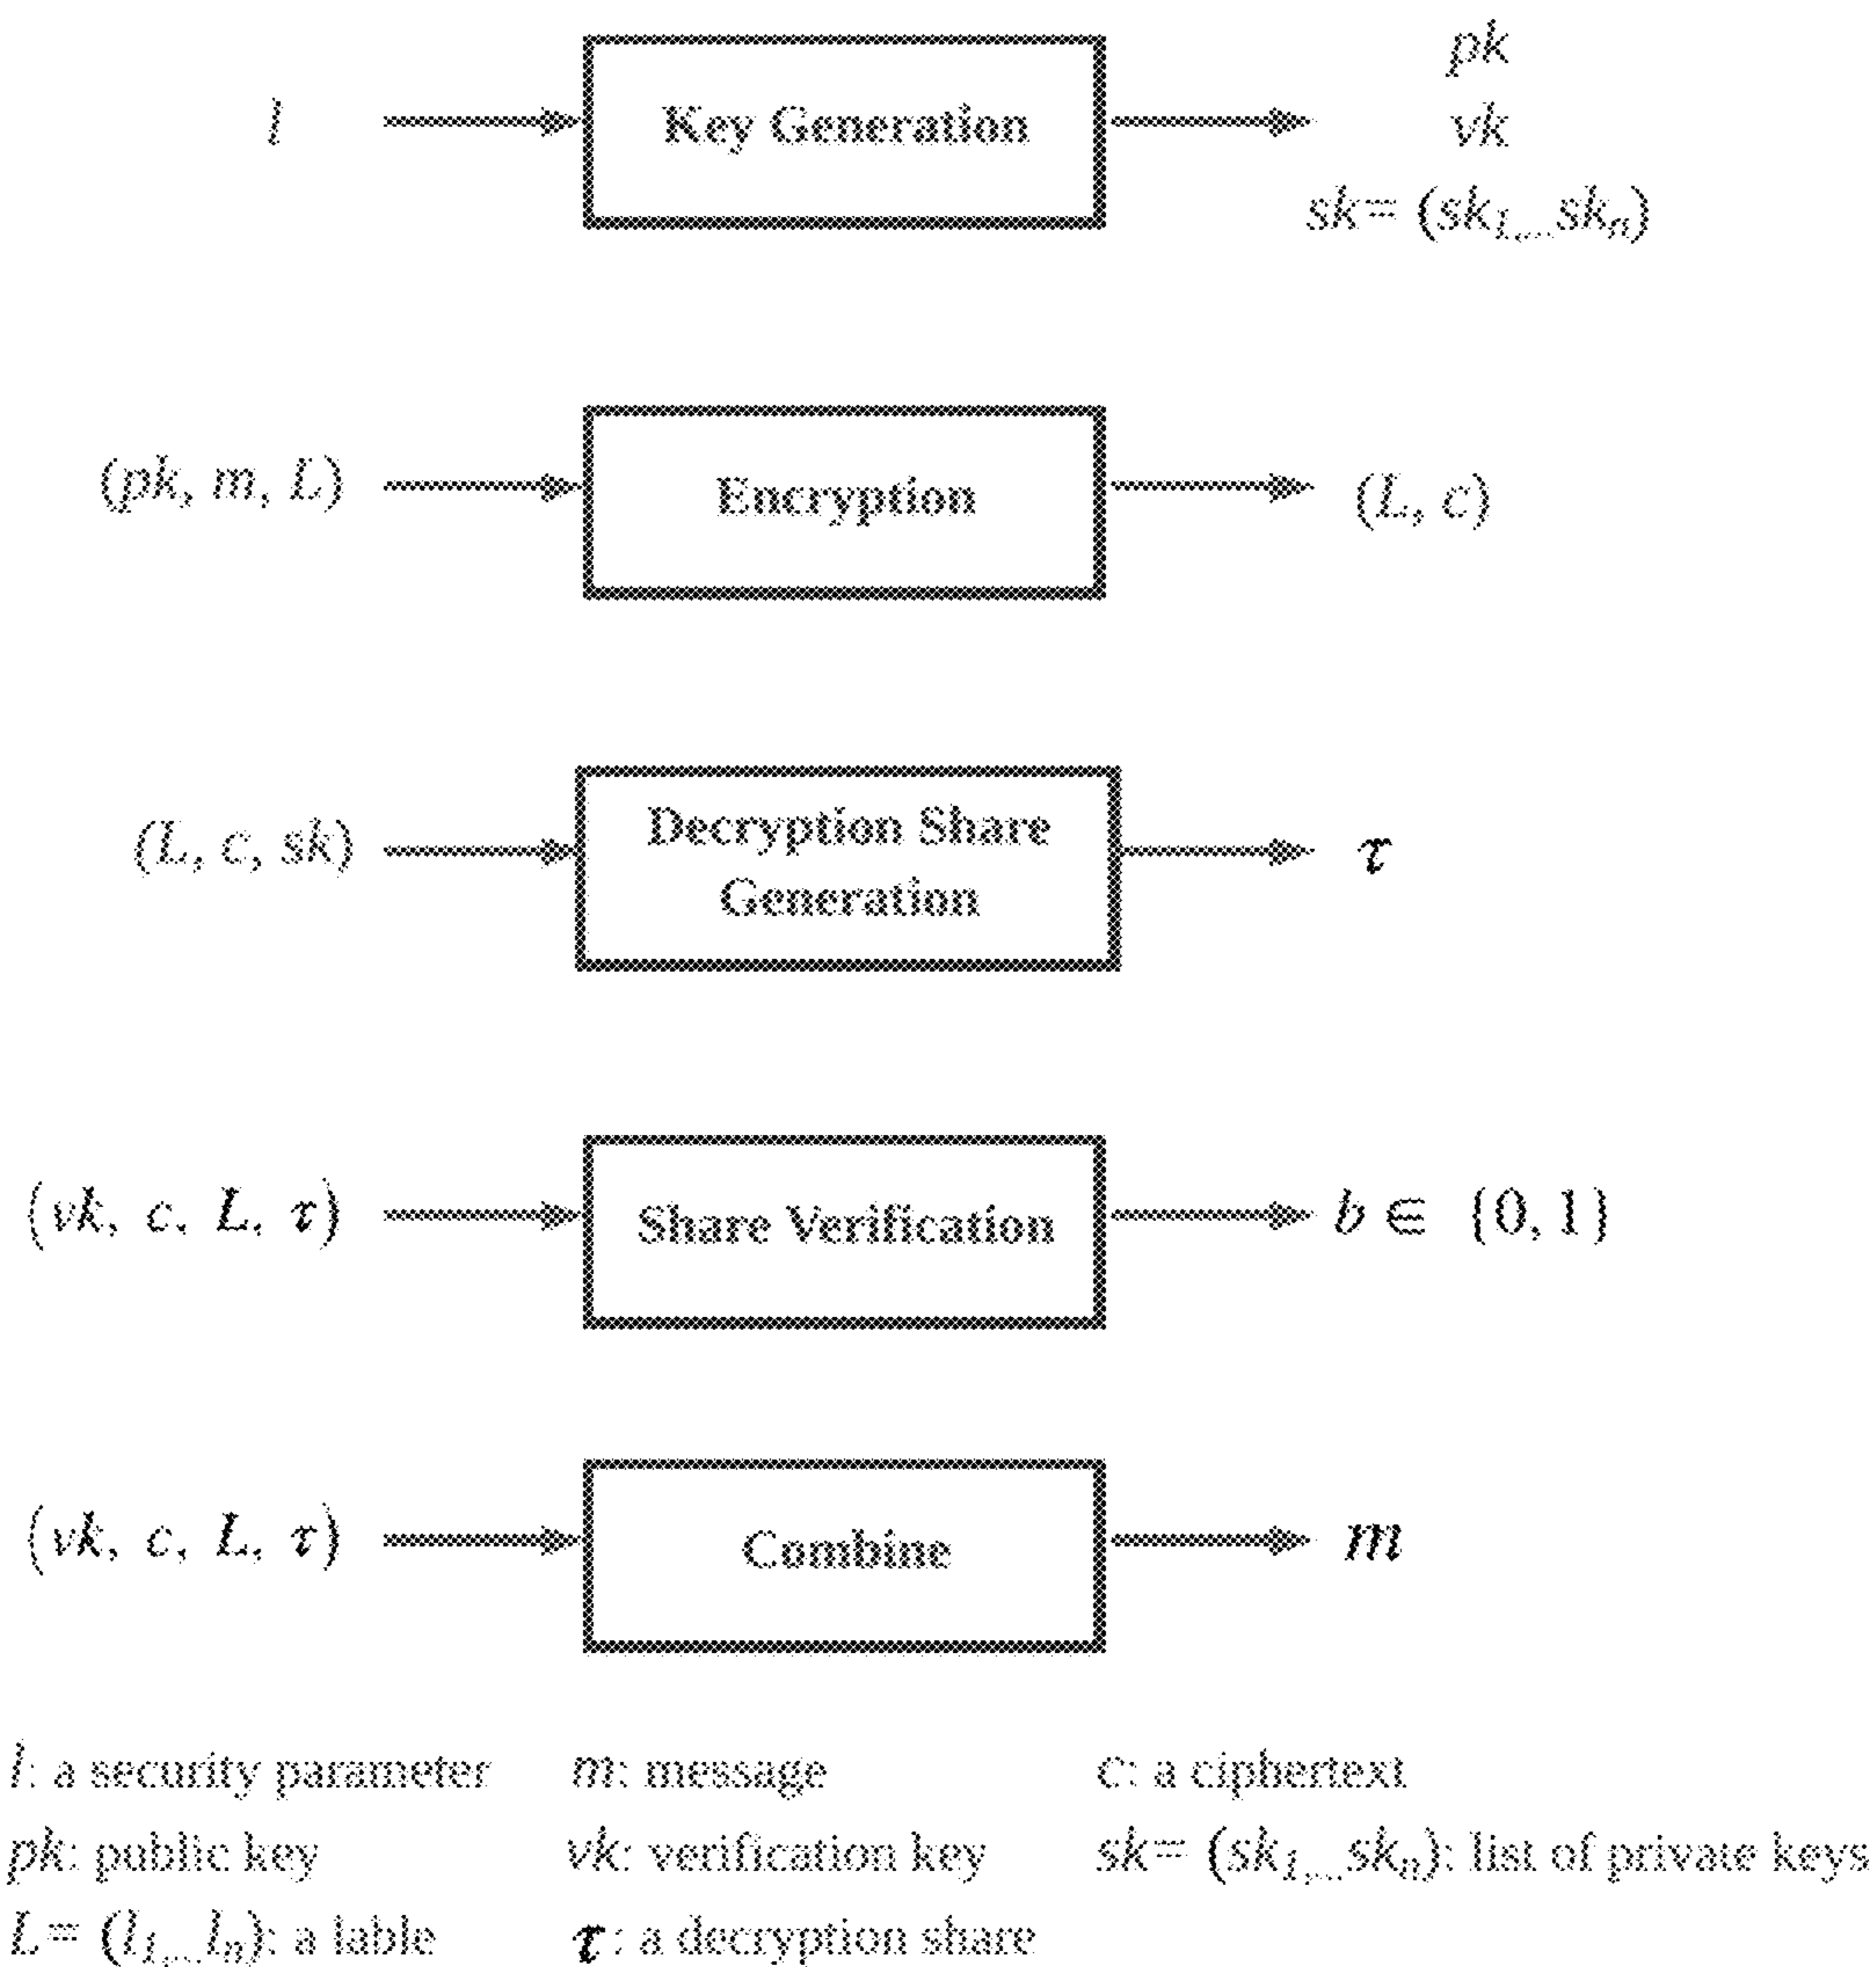 l Key Generation pk
vk
sk= (sk₁,...skₙ)
(pk, m, L) Encryption (L, c)
(L, c, sk) Decryption Share τ
Generation
(vk, c, L, τ) Share Verification b ∈ {0, 1}
(vk, c, L, τ) Combine m
l: a security parameter m: message c: a ciphertext
pk: public key vk: verification key sk= (sk₁,...skₙ): list of private keys
L= (l₁,...lₙ): a lable τ: a decryption share